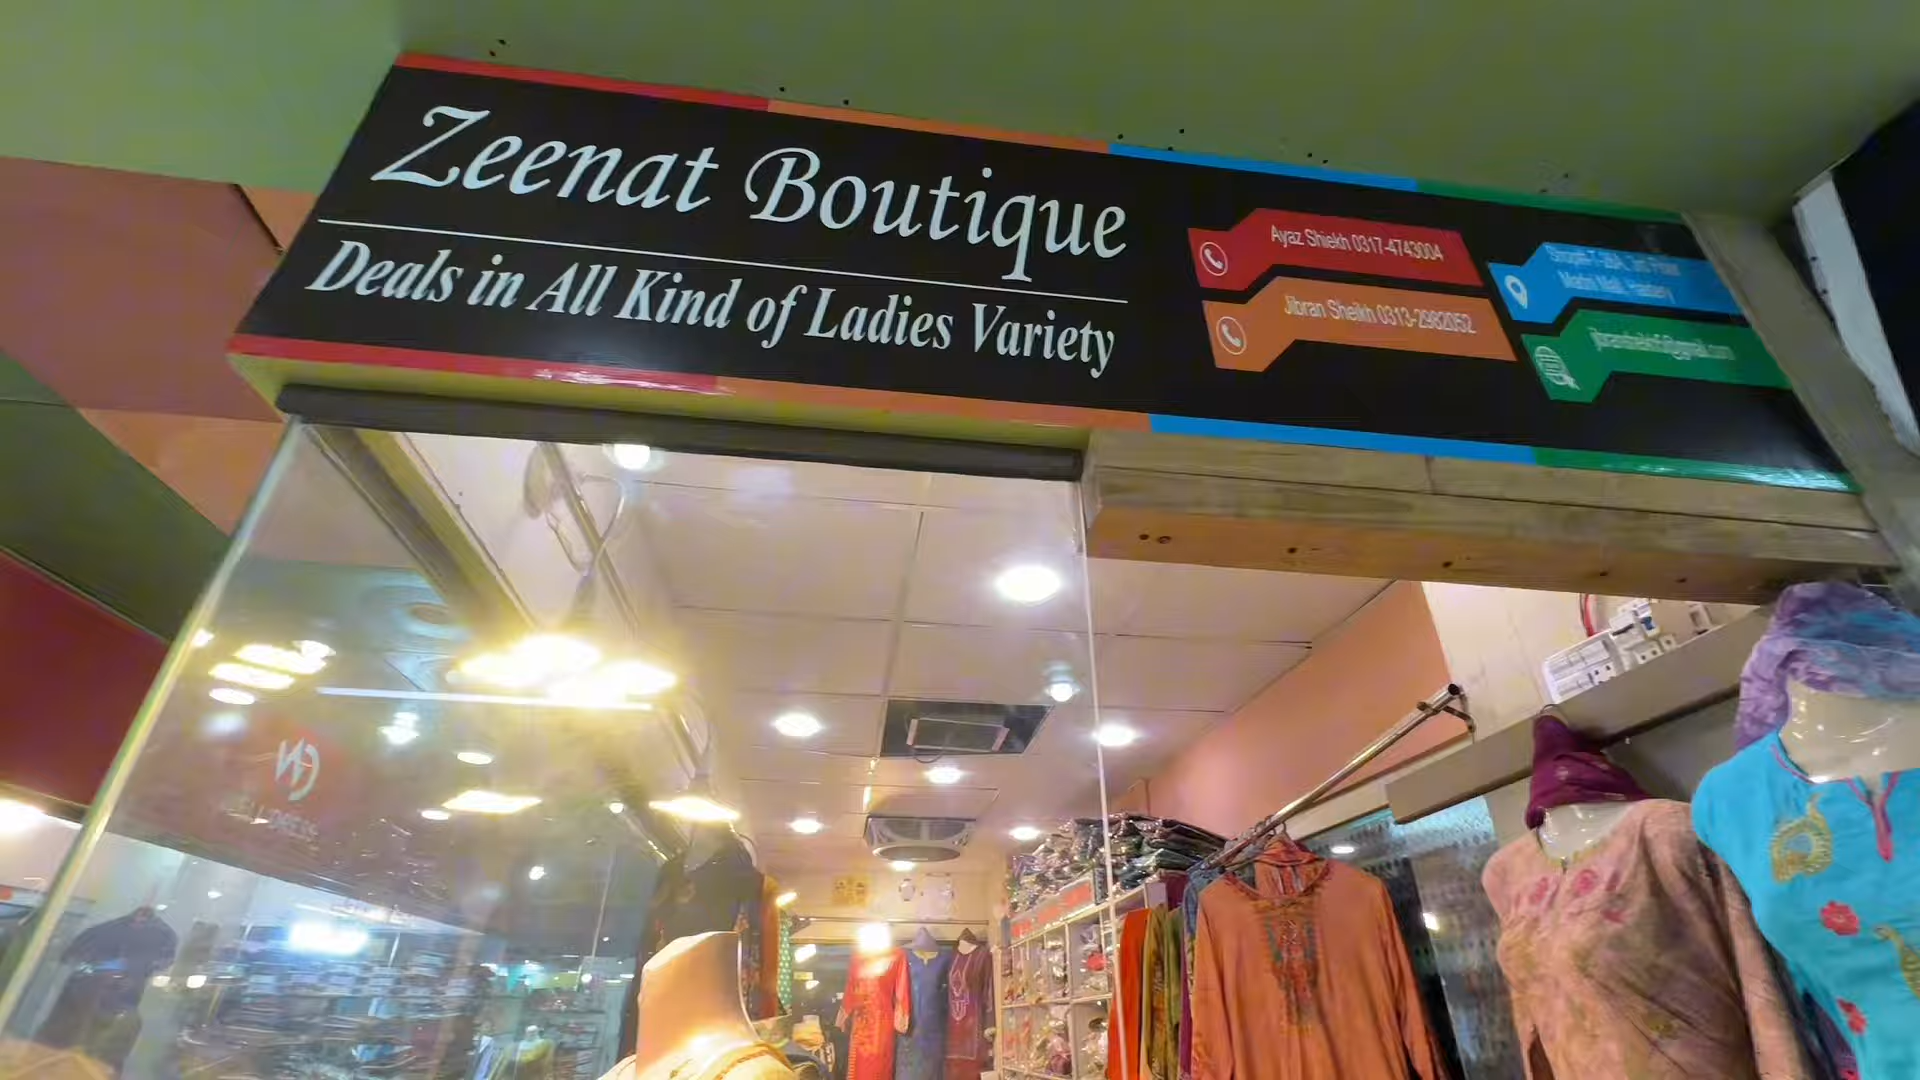 Zeenat Boutique
Deals in All Kind of Ladies Variety
Ayaz Shiekh 0317-4743004
Jibran Sheikh 0313-2982052